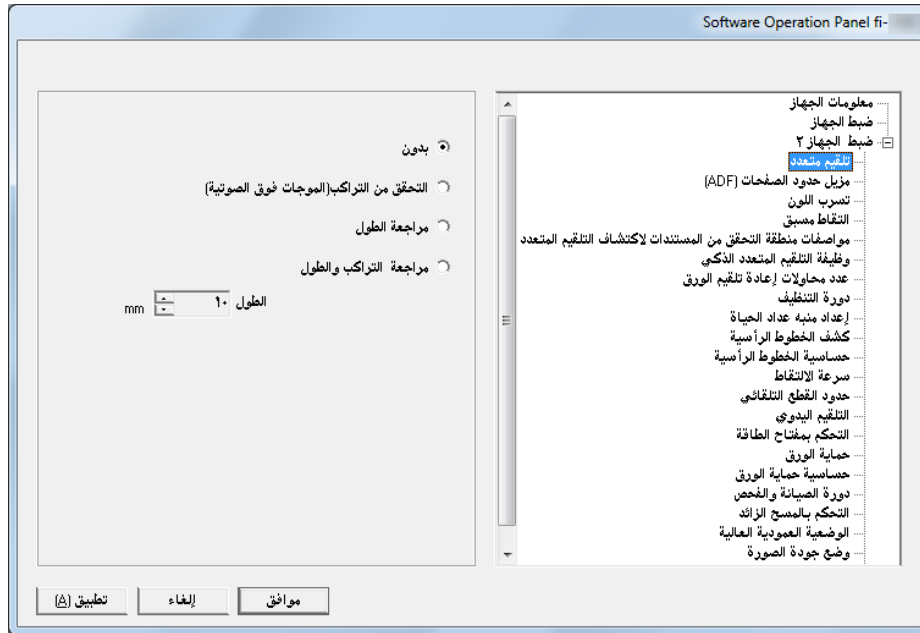 Software Operation Panel fi-
معلومات الجهاز
ضبط الجهاز
ضبط الجهاز ٢
تلقيم متعدد
مزيل حدود الصفحات (ADF)
تسرب اللون
التقاط مسبق
مواصفات منطقة التحقق من المستندات لاكتشاف التلقيم المتعدد
وظيفة التلقيم المتعدد الذكي
عدد محاولات إعادة تلقيم الورق
دورة التنظيف
إعداد منبه عداد الحياة
كشف الخطوط الرأسية
حساسية الخطوط الرأسية
سرعة الالتقاط
حدود القطع التلقائي
التلقيم اليدوي
التحكم بمفتاح الطاقة
حماية الورق
حساسية حماية الورق
دورة الصيانة والفحص
التحكم بالمسح الزائد
الوضعية العمودية العالية
وضع جودة الصورة
بدون
التحقق من التراكب(الموجات فوق الصوتية)
مراجعة الطول
مراجعة التراكب والطول
الطول ١٠ mm
موافق
إلغاء
تطبيق (A)